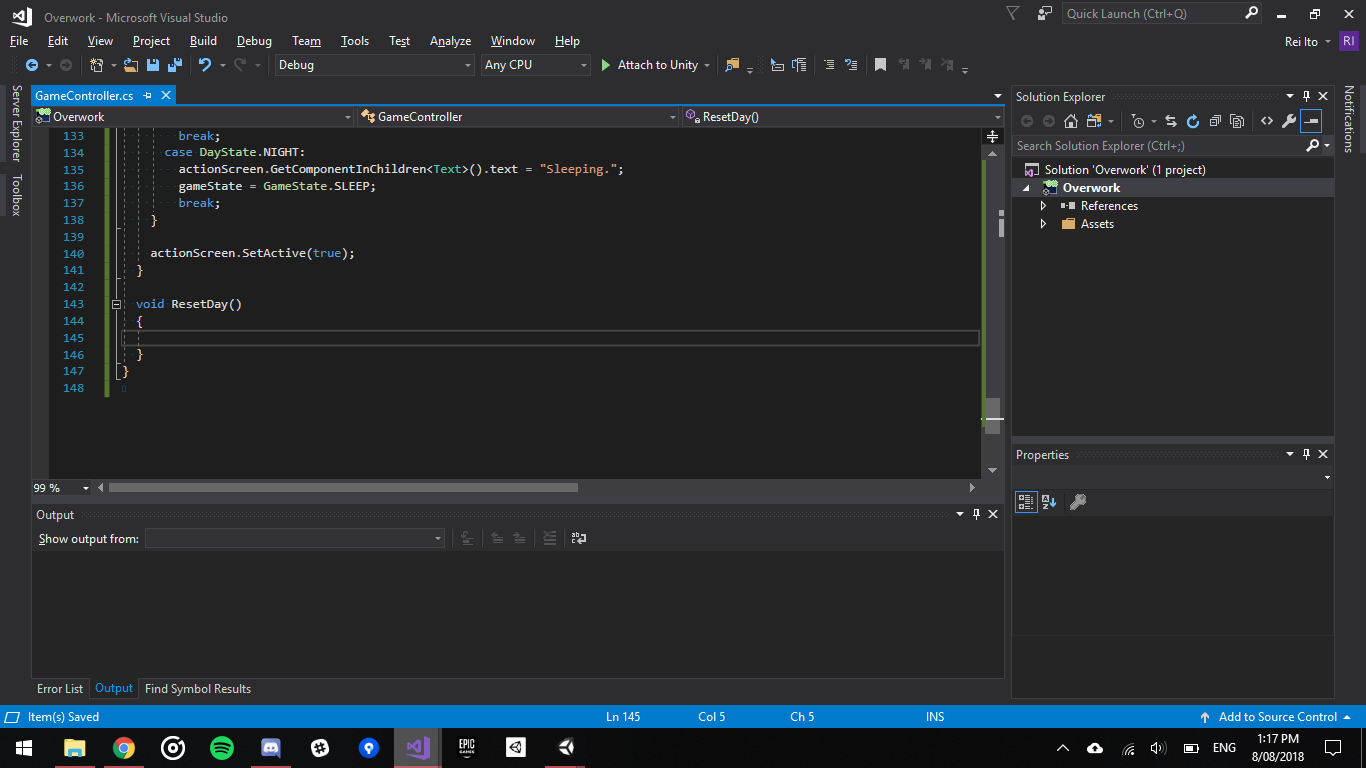 Overwork - Microsoft Visual Studio
Quick Launch (Ctrl+Q)
File Edit View Project Build Debug Team Tools Test Analyze Window Help
Rei Ito RI
Debug Any CPU Attach to Unity
Server Explorer
Toolbox
GameController.cs
Overwork GameController ResetDay()
133 break;
134 case DayState.NIGHT:
135 actionScreen.GetComponentInChildren<Text>().text = "Sleeping.";
136 gameState = GameState.SLEEP;
137 break;
138 }
139
140 actionScreen.SetActive(true);
141 }
142
143 void ResetDay()
144 {
145
146 }
147 }
148
99 %
Output
Show output from:
Error List Output Find Symbol Results
Solution Explorer
Search Solution Explorer (Ctrl+;)
Solution 'Overwork' (1 project)
Overwork
References
Assets
Properties
Notifications
Item(s) Saved Ln 145 Col 5 Ch 5 INS Add to Source Control
EPIC
GAMES
ENG
1:17 PM
8/08/2018